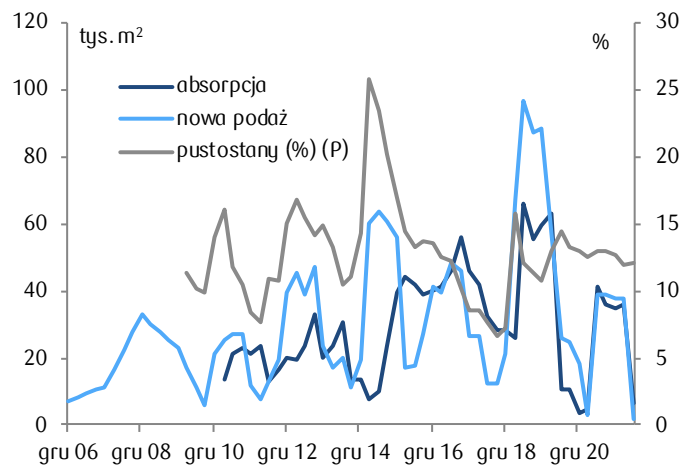 120 30
tys. m² %
100 absorpcja 25
nowa podaż
80 pustostany (%) (P) 20
60 15
40 10
20 5
0 0
gru 06 gru 08 gru 10 gru 12 gru 14 gru 16 gru 18 gru 20